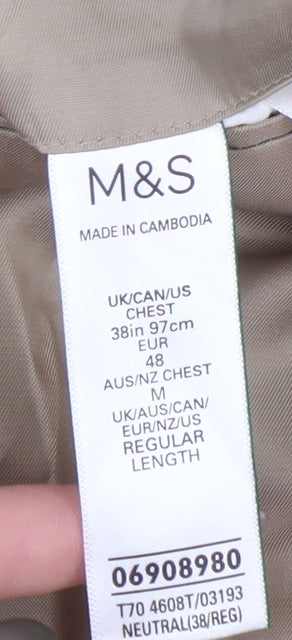 M&S
MADE IN CAMBODIA
UK/CAN/US
CHEST
38in 97cm
EUR
48
AUS/NZ CHEST
M
UK/AUS/CAN/
EUR/NZ/US
REGULAR
LENGTH
06908980
T70 4608T/03193
NEUTRAL(38/REG)